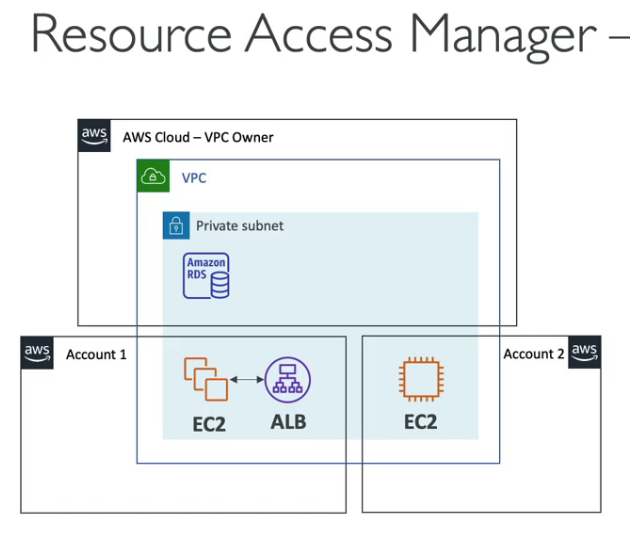 Resource Access Manager –
aws
AWS Cloud – VPC Owner
VPC
Private subnet
Amazon
RDS
aws
Account 1
Account 2
aws
EC2
ALB
EC2